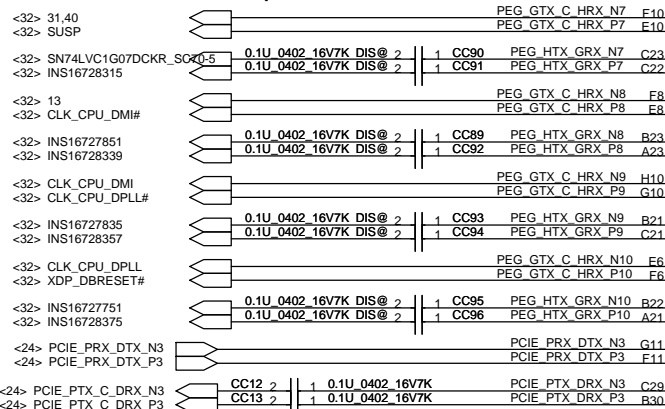 <32> 31,40 PEG_GTX_C_HRX_N7 E10
<32> SUSP PEG_GTX_C_HRX_P7 F10
<32> SN74LVC1G07DCKR_SC70-5 0.1U_0402_16V7K DIS@ 2 1 CC90 PEG_HTX_GRX_N7 C23
<32> INS16728315 0.1U_0402_16V7K DIS@ 2 1 CC91 PEG_HTX_GRX_P7 C22
<32> 13 PEG_GTX_C_HRX_N8 F8
<32> CLK_CPU_DMI# PEG_GTX_C_HRX_P8 E8
<32> INS16727851 0.1U_0402_16V7K DIS@ 2 1 CC89 PEG_HTX_GRX_N8 B23
<32> INS16728339 0.1U_0402_16V7K DIS@ 2 1 CC92 PEG_HTX_GRX_P8 A23
<32> CLK_CPU_DMI PEG_GTX_C_HRX_N9 H10
<32> CLK_CPU_DPLL# PEG_GTX_C_HRX_P9 G10
<32> INS16727835 0.1U_0402_16V7K DIS@ 2 1 CC93 PEG_HTX_GRX_N9 B21
<32> INS16728357 0.1U_0402_16V7K DIS@ 2 1 CC94 PEG_HTX_GRX_P9 C21
<32> CLK_CPU_DPLL PEG_GTX_C_HRX_N10 E6
<32> XDP_DBRESET# PEG_GTX_C_HRX_P10 F6
<32> INS16727751 0.1U_0402_16V7K DIS@ 2 1 CC95 PEG_HTX_GRX_N10 B22
<32> INS16728375 0.1U_0402_16V7K DIS@ 2 1 CC96 PEG_HTX_GRX_P10 A21
<24> PCIE_PRX_DTX_N3 PCIE_PRX_DTX_N3 G11
<24> PCIE_PRX_DTX_P3 PCIE_PRX_DTX_P3 F11
<24> PCIE_PTX_C_DRX_N3 CC12 2 1 0.1U_0402_16V7K PCIE_PTX_DRX_N3 C29
<24> PCIE_PTX_C_DRX_P3 CC13 2 1 0.1U_0402_16V7K PCIE_PTX_DRX_P3 B30